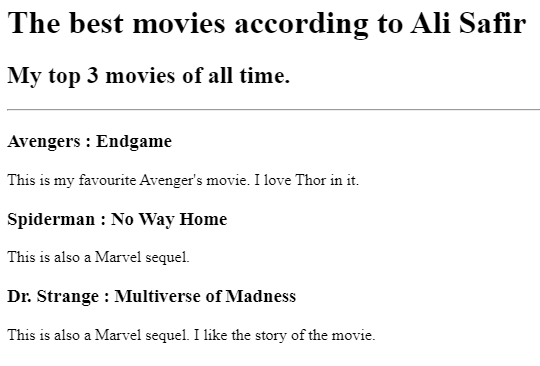 The best movies according to Ali Safir
My top 3 movies of all time.
Avengers : Endgame
This is my favourite Avenger's movie. I love Thor in it.
Spiderman : No Way Home
This is also a Marvel sequel.
Dr. Strange : Multiverse of Madness
This is also a Marvel sequel. I like the story of the movie.